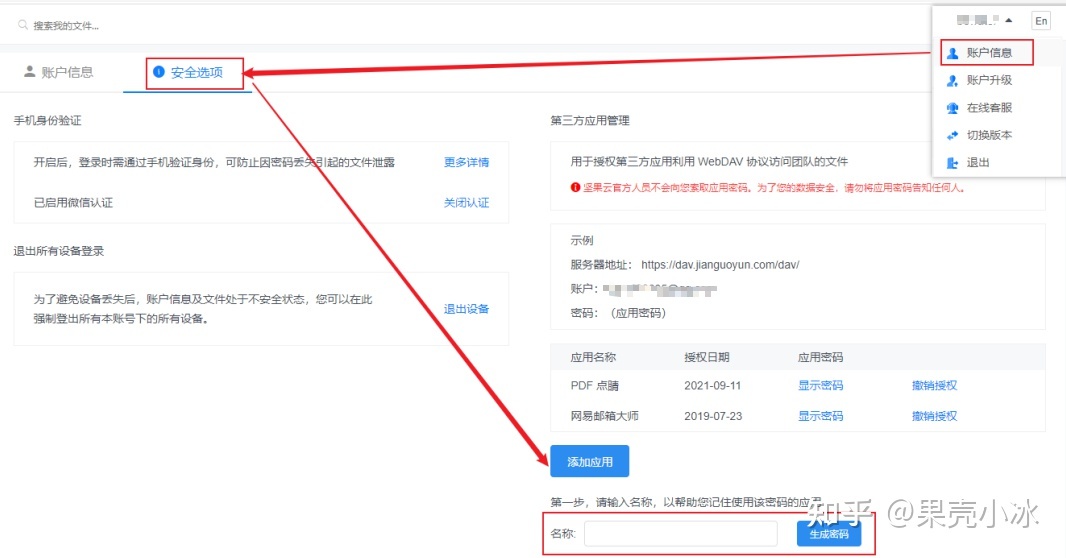 搜索我的文件...
En
账户信息
账户升级
在线客服
切换版本
退出
账户信息
安全选项
手机身份验证
开启后，登录时需通过手机验证身份，可防止因密码丢失引起的文件泄露
更多详情
已启用微信认证
关闭认证
退出所有设备登录
为了避免设备丢失后，账户信息及文件处于不安全状态，您可以在此
强制登出所有本账号下的所有设备。
退出设备
第三方应用管理
用于授权第三方应用利用 WebDAV 协议访问团队的文件
坚果云官方人员不会向您索取应用密码。为了您的数据安全，请勿将应用密码告知任何人。
示例
服务器地址： https://dav.jianguoyun.com/dav/
账户：
密码：（应用密码）
应用名称 授权日期 应用密码
PDF 点睛 2021-09-11 显示密码 撤销授权
网易邮箱大师 2019-07-23 显示密码 撤销授权
添加应用
第一步，请输入名称，以帮助您记住使用该密码的应用
名称:
生成密码
知乎 @果壳小冰